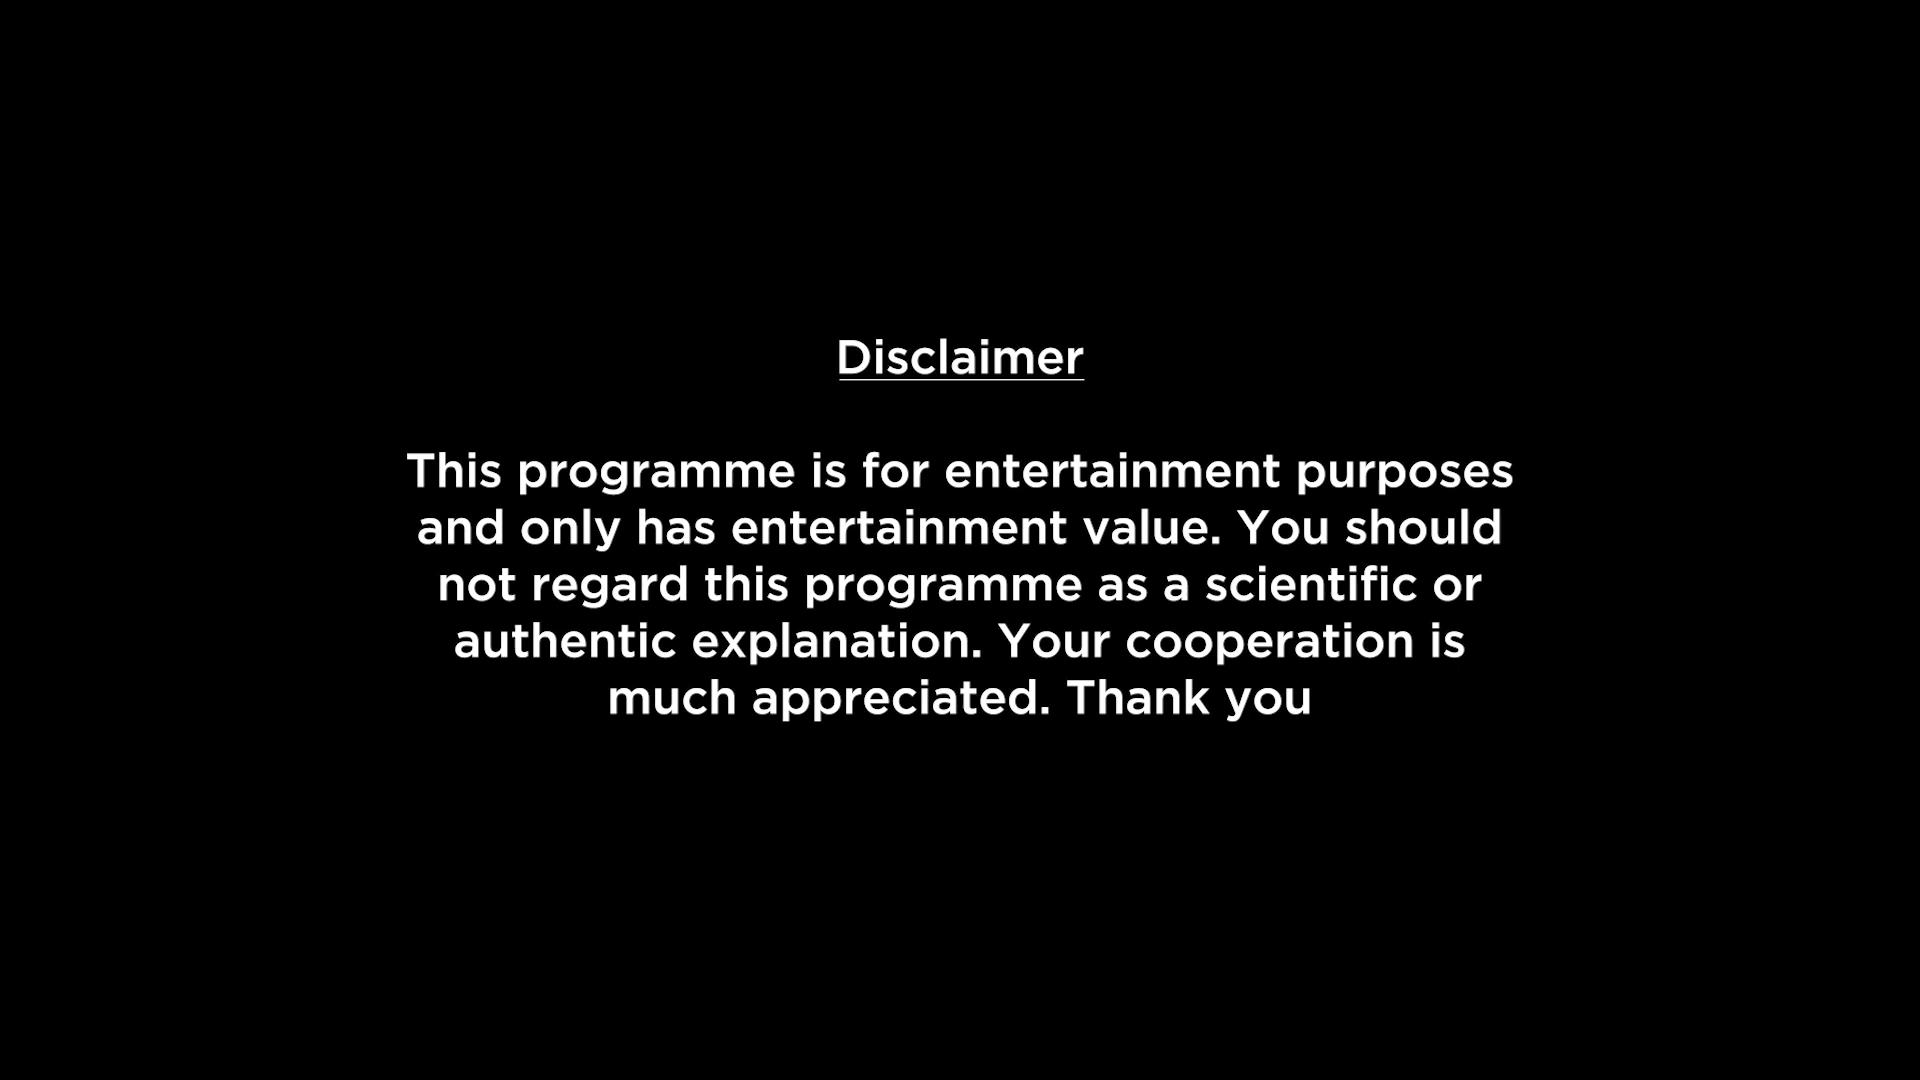 Disclaimer
This programme is for entertainment purposes
and only has entertainment value. You should
not regard this programme as a scientific or
authentic explanation. Your cooperation is
much appreciated. Thank you